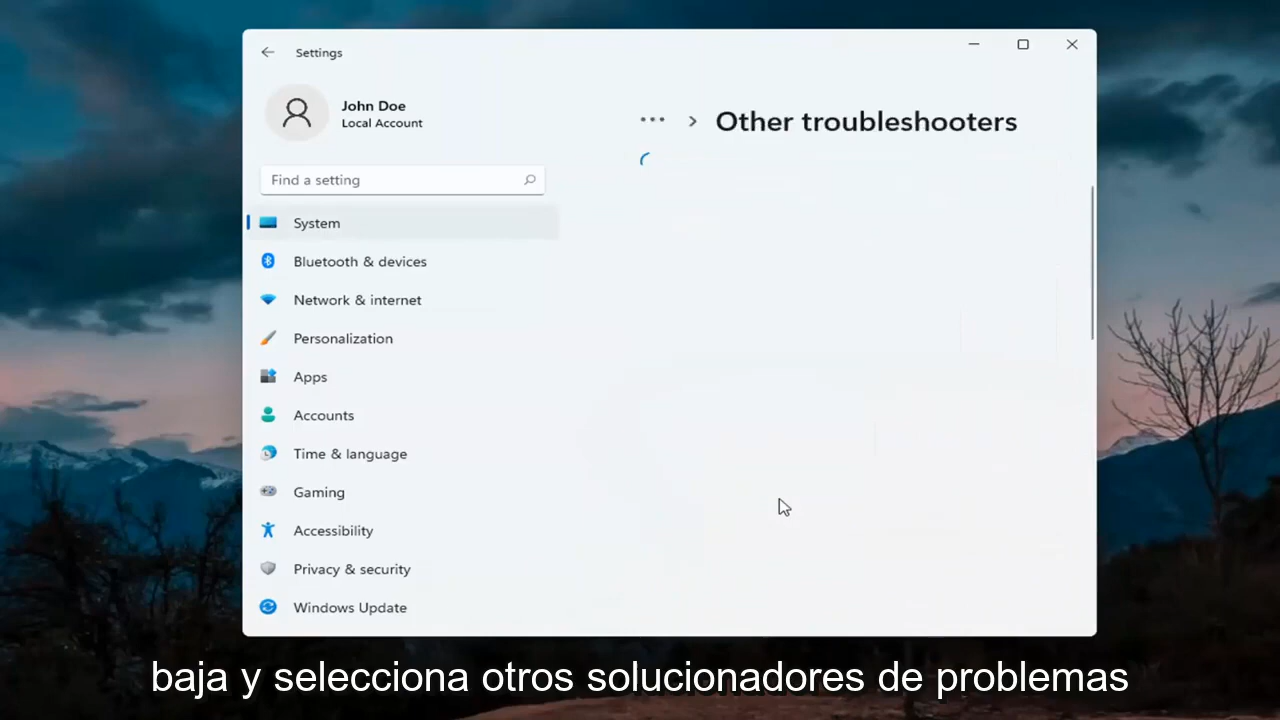 Settings
John Doe
Local Account
Find a setting
System
Bluetooth & devices
Network & internet
Personalization
Apps
Accounts
Time & language
Gaming
Accessibility
Privacy & security
Windows Update
··· > Other troubleshooters
baja y selecciona otros solucionadores de problemas